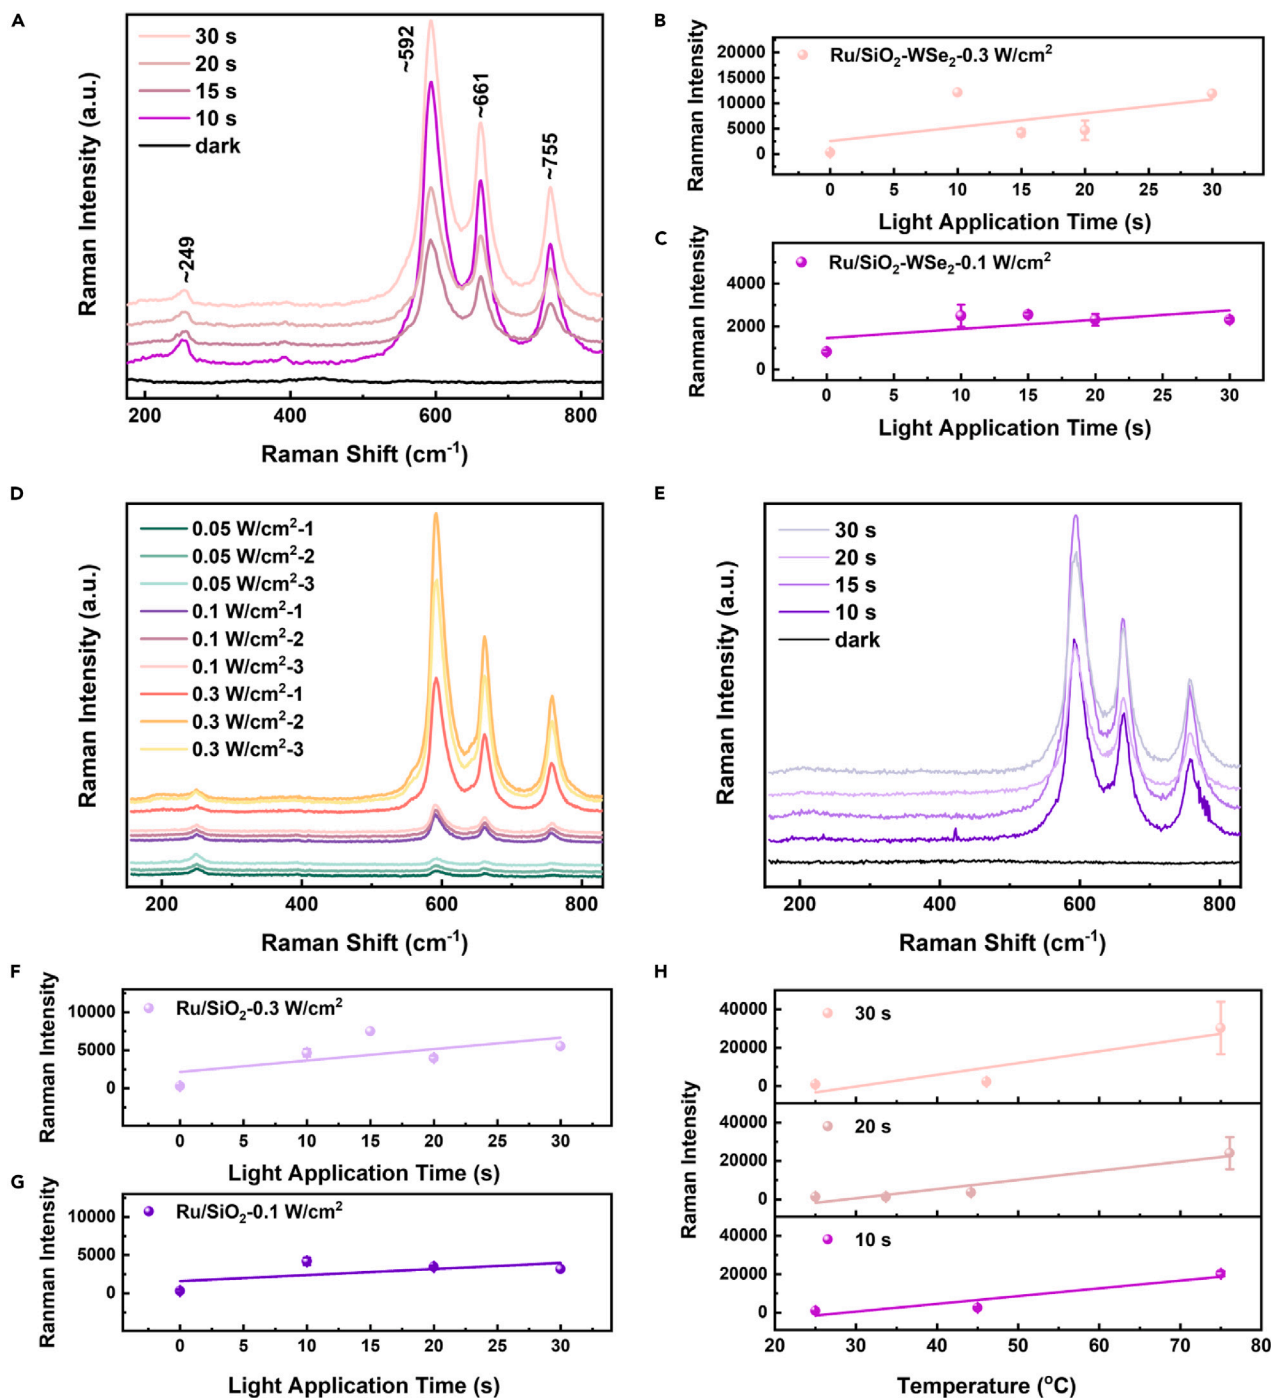 A
30 s
20 s
15 s
10 s
dark
~249
~592
~661
~755
Raman Intensity (a.u.)
200 400 600 800
Raman Shift (cm⁻¹)
B
Ru/SiO₂-WSe₂-0.3 W/cm²
Ranman Intensity
20000
15000
10000
5000
0
0 5 10 15 20 25 30
Light Application Time (s)
C
Ru/SiO₂-WSe₂-0.1 W/cm²
Ranman Intensity
4000
2000
0
0 5 10 15 20 25 30
Light Application Time (s)
D
0.05 W/cm²-1
0.05 W/cm²-2
0.05 W/cm²-3
0.1 W/cm²-1
0.1 W/cm²-2
0.1 W/cm²-3
0.3 W/cm²-1
0.3 W/cm²-2
0.3 W/cm²-3
Raman Intensity (a.u.)
200 400 600 800
Raman Shift (cm⁻¹)
E
30 s
20 s
15 s
10 s
dark
Raman Intensity (a.u.)
200 400 600 800
Raman Shift (cm⁻¹)
F
Ru/SiO₂-0.3 W/cm²
Ranman Intensity
10000
5000
0
0 5 10 15 20 25 30
Light Application Time (s)
G
Ru/SiO₂-0.1 W/cm²
Ranman Intensity
10000
5000
0
0 5 10 15 20 25 30
Light Application Time (s)
H
30 s
40000
20000
0
20 s
40000
20000
0
10 s
40000
20000
0
Raman Intensity
20 30 40 50 60 70 80
Temperature (ᴼC)